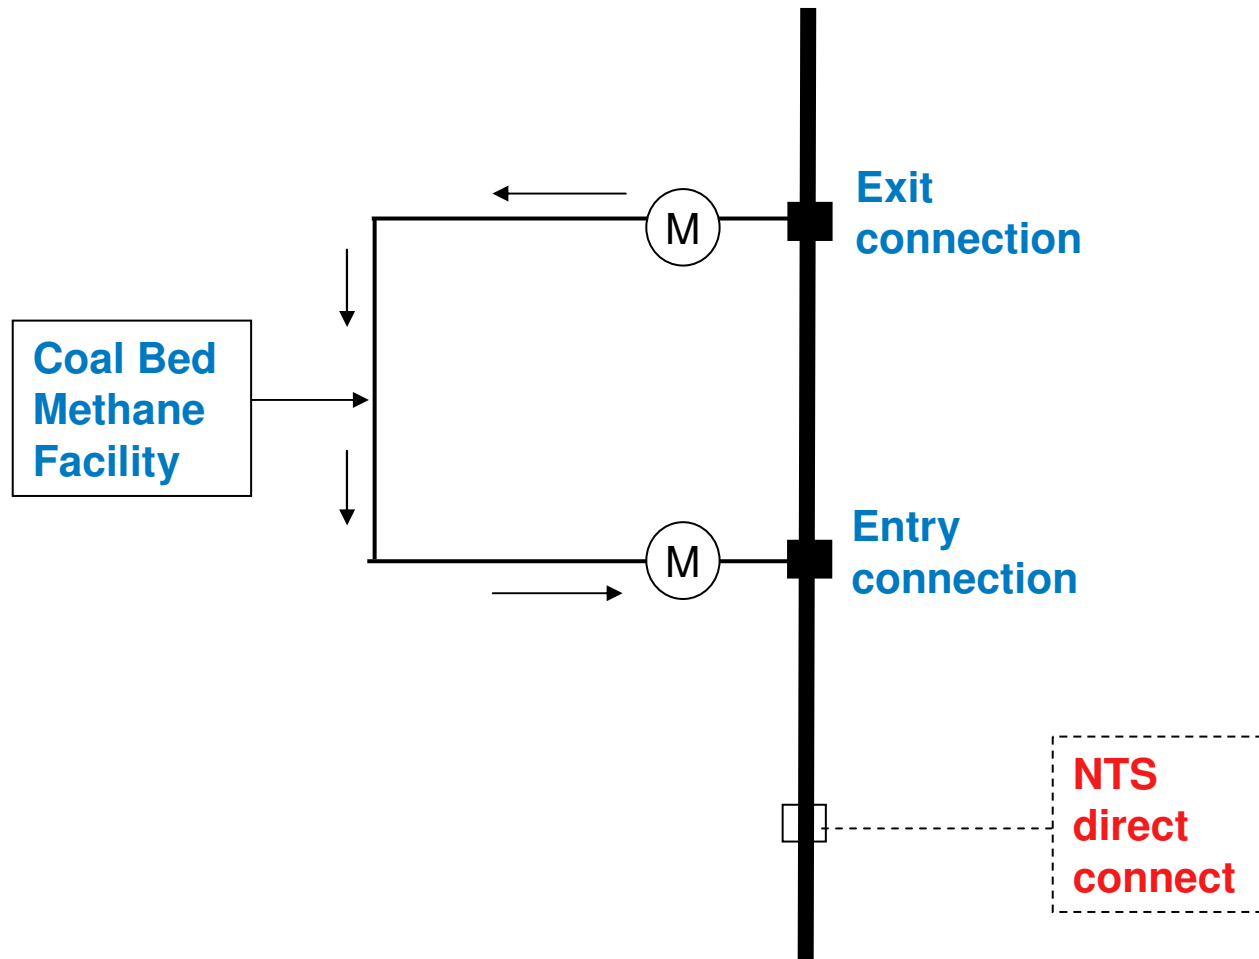 Exit
connection
M
Coal Bed
Methane
Facility
Entry
connection
M
NTS
direct
connect